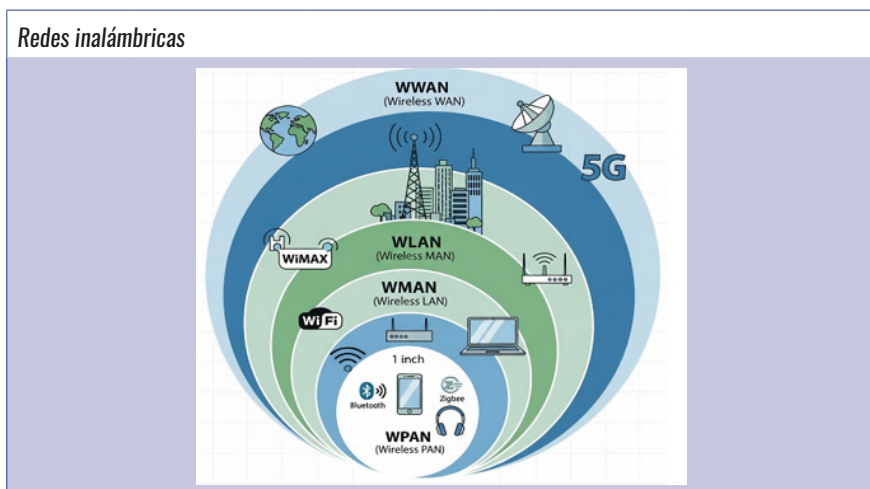 Redes inalámbricas
WWAN
(Wireless WAN)
5G
WLAN
(Wireless MAN)
WiMAX
WMAN
(Wireless LAN)
WiFi
1 inch
Bluetooth
Zigbee
WPAN
(Wireless PAN)